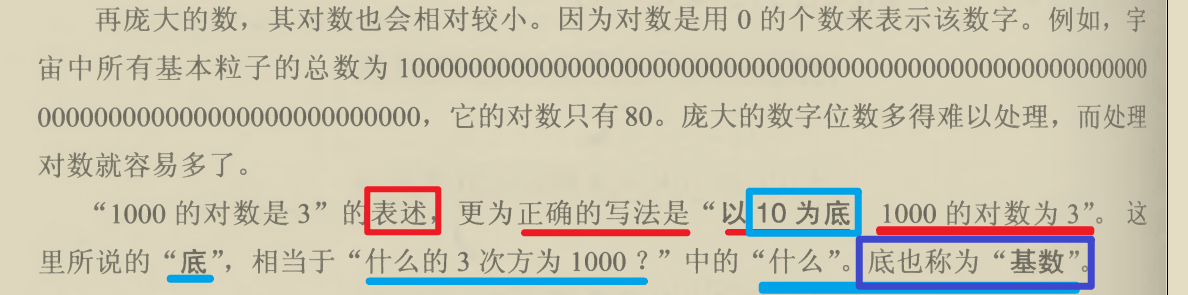 再庞大的数，其对数也会相对较小。因为对数是用 0 的个数来表示该数字。例如，宇
宙中所有基本粒子的总数为 100000000000000000000000000000000000000000000000000000
000000000000000000000000000，它的对数只有 80。庞大的数字位数多得难以处理，而处理
对数就容易多了。
“1000 的对数是 3”的表述，更为正确的写法是“以 10 为底 1000 的对数为 3”。这
里所说的“底”，相当于“什么的 3 次方为 1000？”中的“什么”。底也称为“基数”。